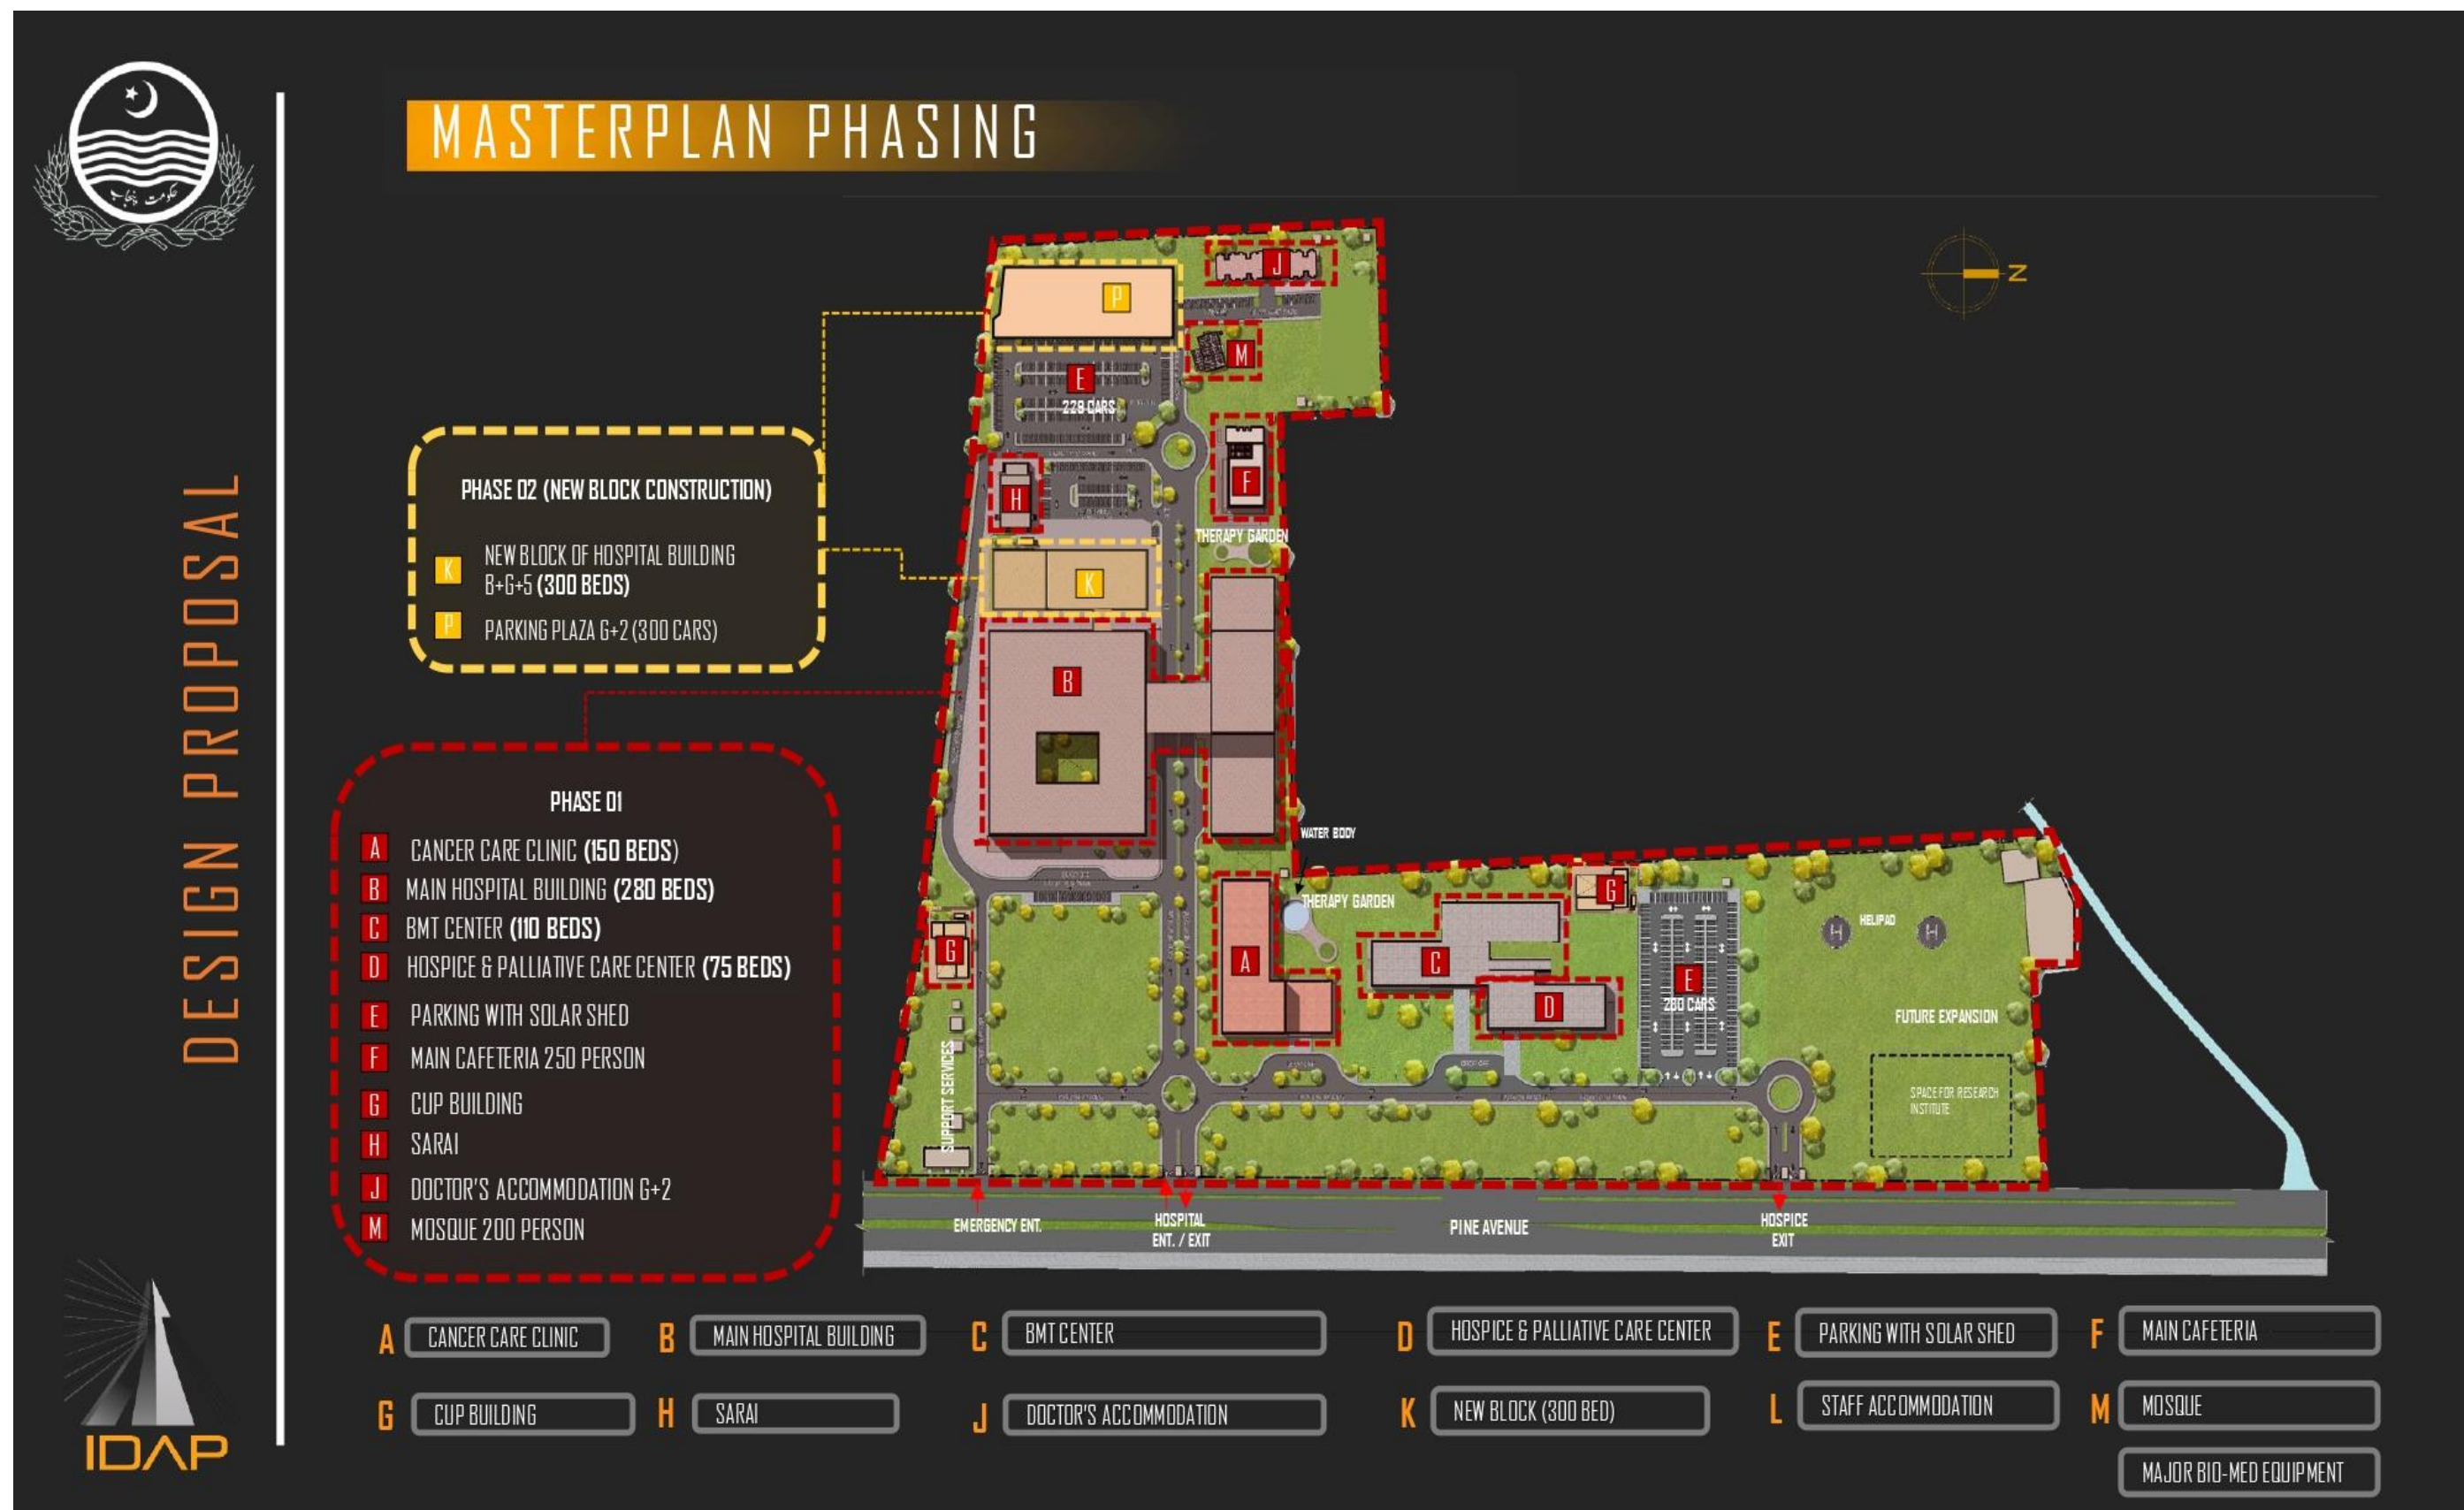 حکومت پنجاب
MASTERPLAN PHASING
DESIGN PROPOSAL
N
J
P
M
E
229 CARS
F
H
THERAPY GARDEN
K
B
PHASE 02 (NEW BLOCK CONSTRUCTION)
K NEW BLOCK OF HOSPITAL BUILDING
B+G+5 (300 BEDS)
P PARKING PLAZA G+2 (300 CARS)
PHASE 01
A CANCER CARE CLINIC (150 BEDS)
B MAIN HOSPITAL BUILDING (280 BEDS)
C BMT CENTER (110 BEDS)
D HOSPICE & PALLIATIVE CARE CENTER (75 BEDS)
E PARKING WITH SOLAR SHED
F MAIN CAFETERIA 250 PERSON
G CUP BUILDING
H SARAI
J DOCTOR'S ACCOMMODATION G+2
M MOSQUE 200 PERSON
WATER BODY
THERAPY GARDEN
G
G
A
C
D
E
280 CARS
H
HELIPAD
H
FUTURE EXPANSION
SPACE FOR RESEARCH
INSTITUTE
SUPPORT SERVICES
DROP OFF
EMERGENCY ENT.
HOSPITAL
ENT. / EXIT
PINE AVENUE
HOSPICE
EXIT
A CANCER CARE CLINIC
B MAIN HOSPITAL BUILDING
C BMT CENTER
D HOSPICE & PALLIATIVE CARE CENTER
E PARKING WITH SOLAR SHED
F MAIN CAFETERIA
G CUP BUILDING
H SARAI
J DOCTOR'S ACCOMMODATION
K NEW BLOCK (300 BED)
L STAFF ACCOMMODATION
M MOSQUE
MAJOR BIO-MED EQUIPMENT
IDAP